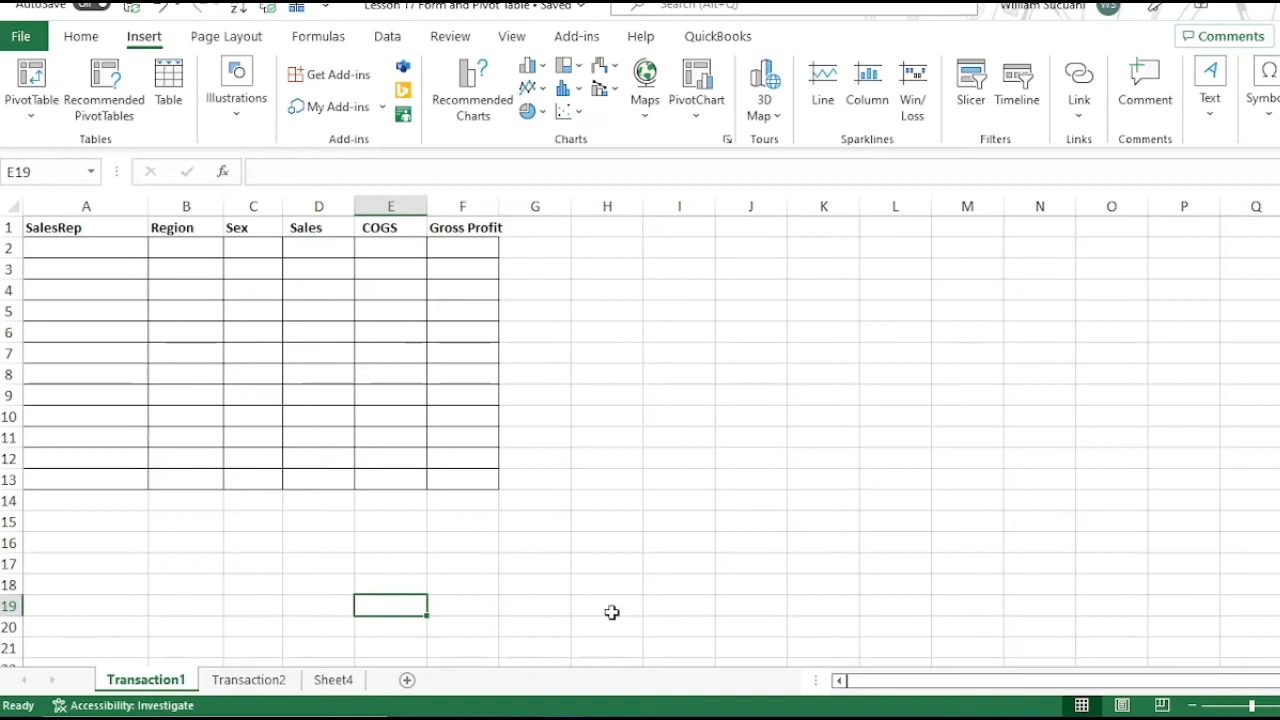 AutoSave
Lesson 17 Form and Pivot Table • Saved
Search (Alt+Q)
William Sucuani WS
File Home Insert Page Layout Formulas Data Review View Add-ins Help QuickBooks Comments
PivotTable Recommended PivotTables Table Illustrations Get Add-ins My Add-ins Recommended Charts Maps PivotChart 3D Map Line Column Win/Loss Slicer Timeline Link Comment Text
Tables Add-ins Charts Tours Sparklines Filters Links Comments
E19 fx
A B C D E F G H I J K L M N O P Q
1 SalesRep Region Sex Sales COGS Gross Profit
2
3
4
5
6
7
8
9
10
11
12
13
14
15
16
17
18
19
20
21
Transaction1 Transaction2 Sheet4
Ready Accessibility: Investigate